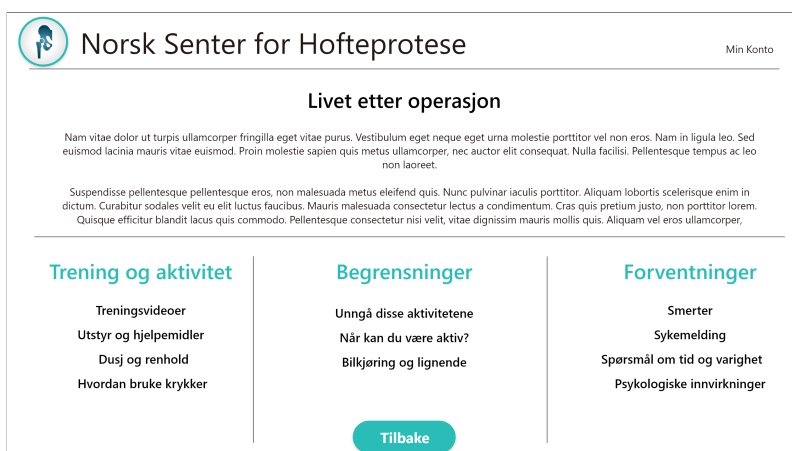 Norsk Senter for Hofteprotese
Min Konto
Livet etter operasjon
Nam vitae dolor ut turpis ullamcorper fringilla eget vitae purus. Vestibulum eget neque eget urna molestie porttitor vel non eros. Nam in ligula leo. Sed
euismod lacinia mauris vitae euismod. Proin molestie sapien quis metus ullamcorper, nec auctor elit consequat. Nulla facilisi. Pellentesque tempus ac leo
non laoreet.
Suspendisse pellentesque pellentesque eros, non malesuada metus eleifend quis. Nunc pulvinar iaculis porttitor. Aliquam lobortis scelerisque enim in
dictum. Curabitur sodales velit eu elit luctus faucibus. Mauris malesuada consectetur lectus a condimentum. Cras quis pretium justo, non porttitor lorem.
Quisque efficitur blandit lacus quis commodo. Pellentesque consectetur nisi velit, vitae dignissim mauris mollis quis. Aliquam vel eros ullamcorper,
Trening og aktivitet
Treningsvideoer
Utstyr og hjelpemidler
Dusj og renhold
Hvordan bruke krykker
Begrensninger
Unngå disse aktivitetene
Når kan du være aktiv?
Bilkjøring og lignende
Forventninger
Smerter
Sykemelding
Spørsmål om tid og varighet
Psykologiske innvirkninger
Tilbake